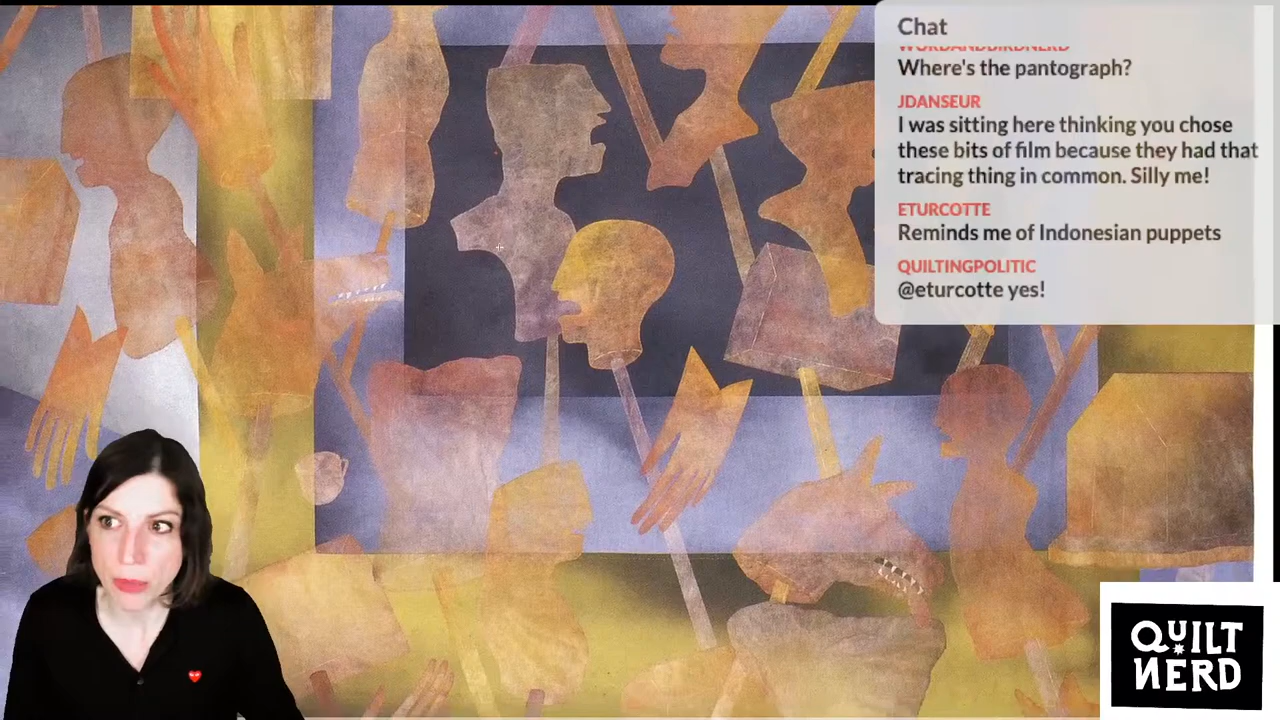 Chat
WORDANDBIRDNERD
Where's the pantograph?
JDANSEUR
I was sitting here thinking you chose
these bits of film because they had that
tracing thing in common. Silly me!
ETURCOTTE
Reminds me of Indonesian puppets
QUILTINGPOLITIC
@eturcotte yes!
QUILT
NERD